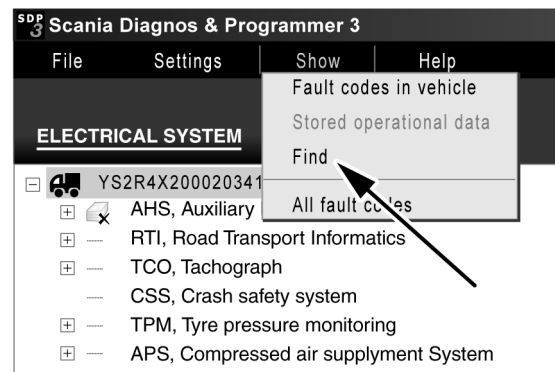 SDP3 Scania Diagnos & Programmer 3
File Settings Show Help
Fault codes in vehicle
Stored operational data
Find
All fault codes
ELECTRICAL SYSTEM
YS2R4X200020341
AHS, Auxiliary
RTI, Road Transport Informatics
TCO, Tachograph
CSS, Crash safety system
TPM, Tyre pressure monitoring
APS, Compressed air supplyment System